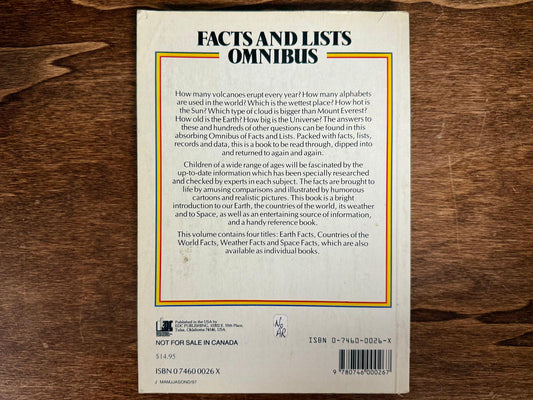 FACTS AND LISTS
OMNIBUS
How many volcanoes erupt every year? How many alphabets
are used in the world? Which is the wettest place? How hot is
the Sun? Which type of cloud is bigger than Mount Everest?
How old is the Earth? How big is the Universe? The answers to
these and hundreds of other questions can be found in this
absorbing Omnibus of Facts and Lists. Packed with facts, lists,
records and data, this is a book to be read through, dipped into
and returned to again and again.
Children of a wide range of ages will be fascinated by the
up-to-date information which has been specially researched
and checked by experts in each subject. The facts are brought to
life by amusing comparisons and illustrated by humorous
cartoons and realistic pictures. This book is a bright
introduction to our Earth, the countries of the world, its weather
and to Space, as well as an entertaining source of information,
and a handy reference book.
This volume contains four titles: Earth Facts, Countries of the
World Facts, Weather Facts and Space Facts, which are also
available as individual books.
Published in the USA by
EDC PUBLISHING, 10302 E. 55th Place,
Tulsa, Oklahoma 74146, USA
No
AR
NOT FOR SALE IN CANADA
$14.95
ISBN 0 7460 0026 X
J MAMJJASOND/97
ISBN 0-7460-0026-X
9 780746 000267